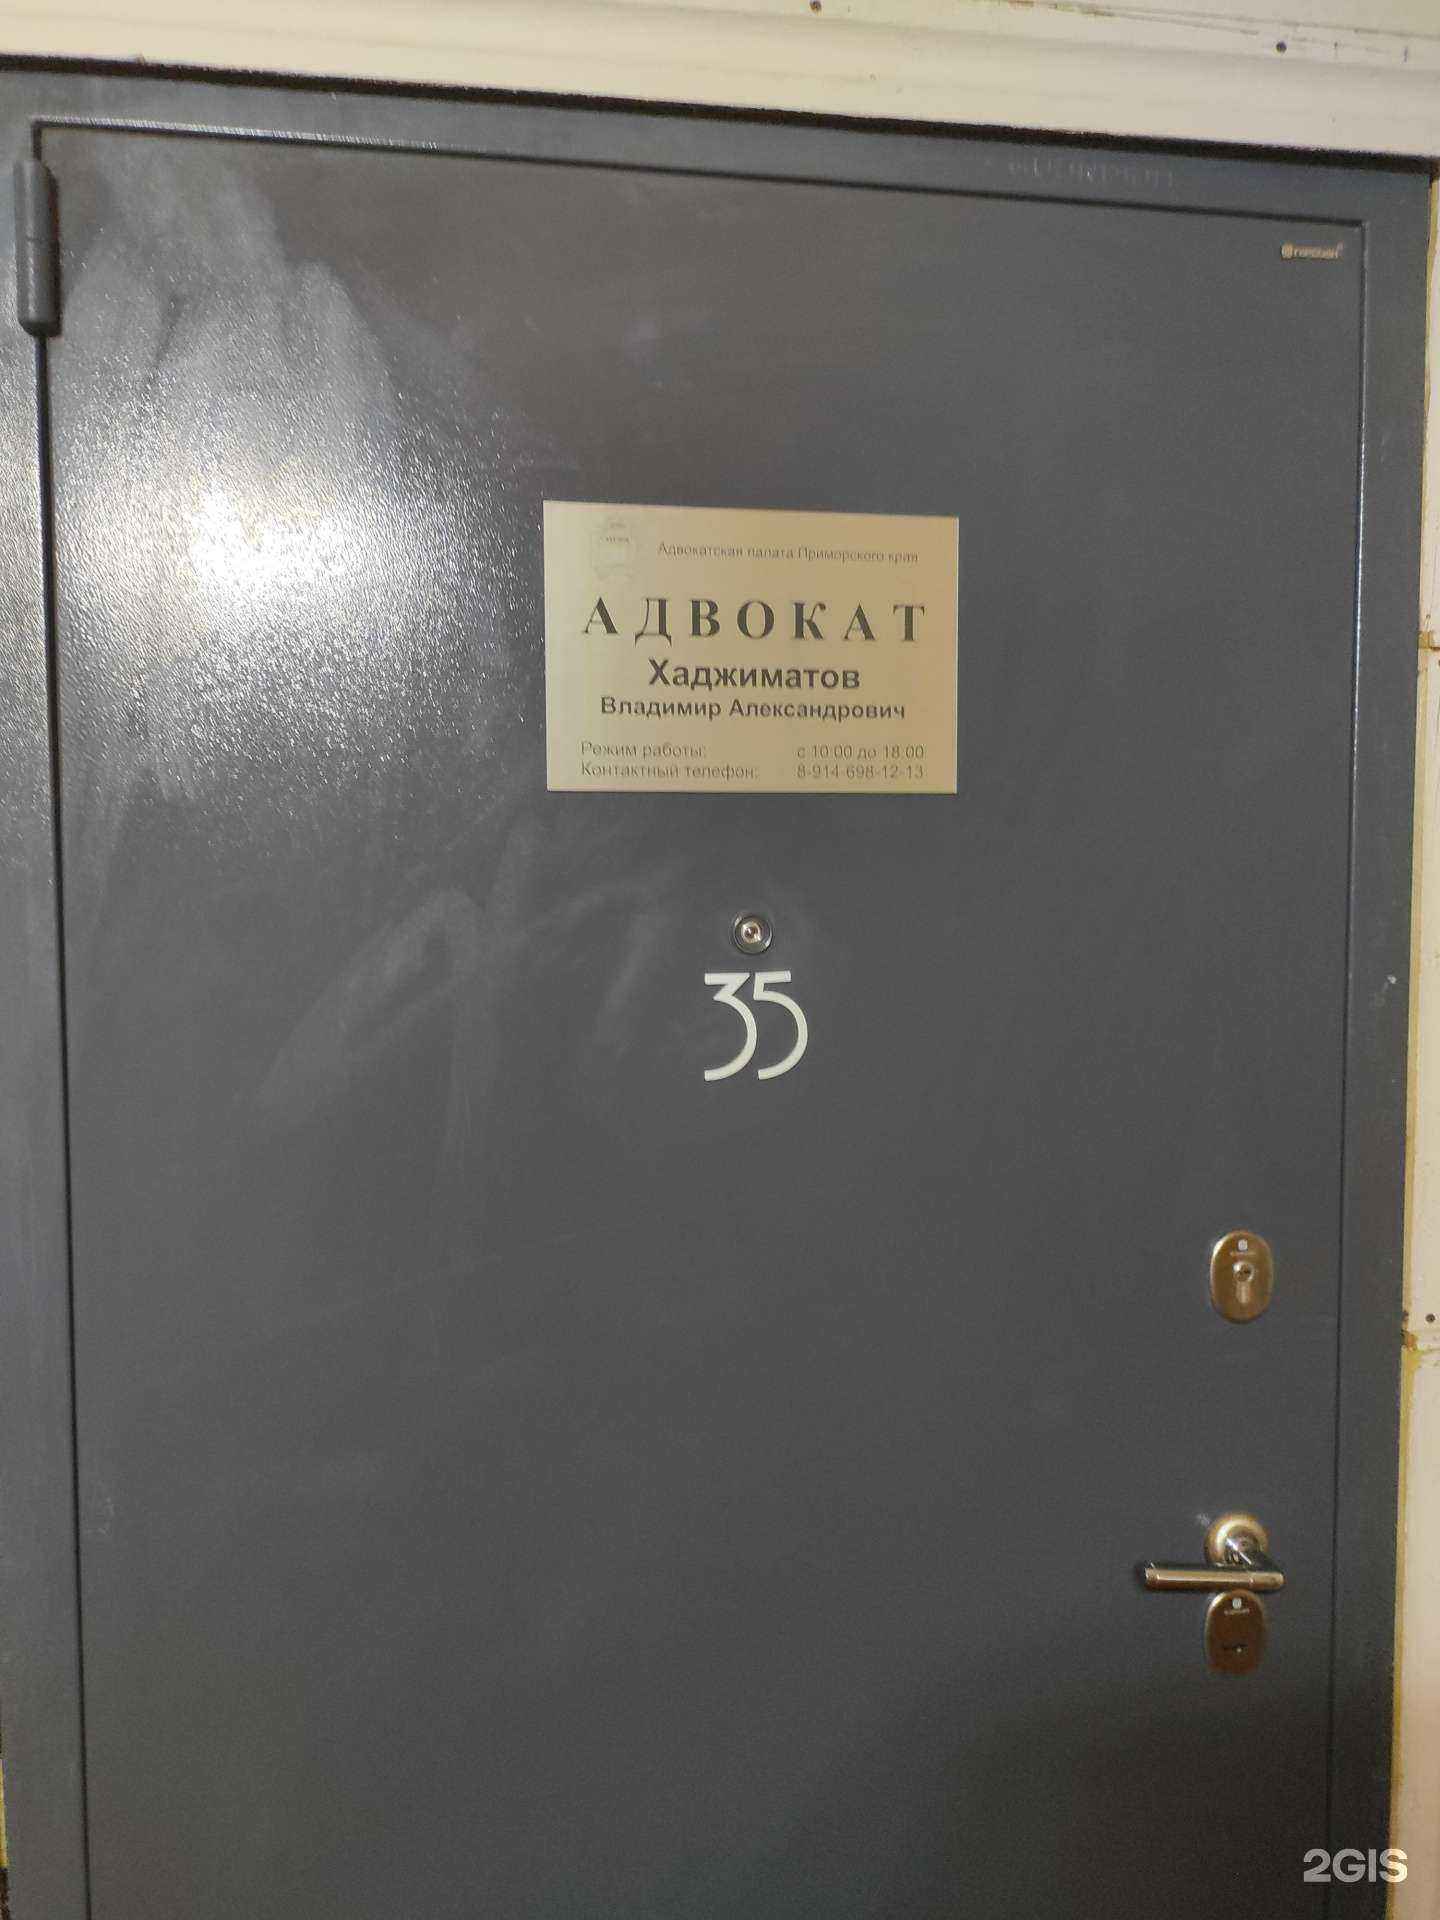 Адвокатская палата Приморского края
АДВОКАТ
Хаджиматов
Владимир Александрович
Режим работы: с 10:00 до 18:00
Контактный телефон: 8-914-698-12-13
35
2GIS